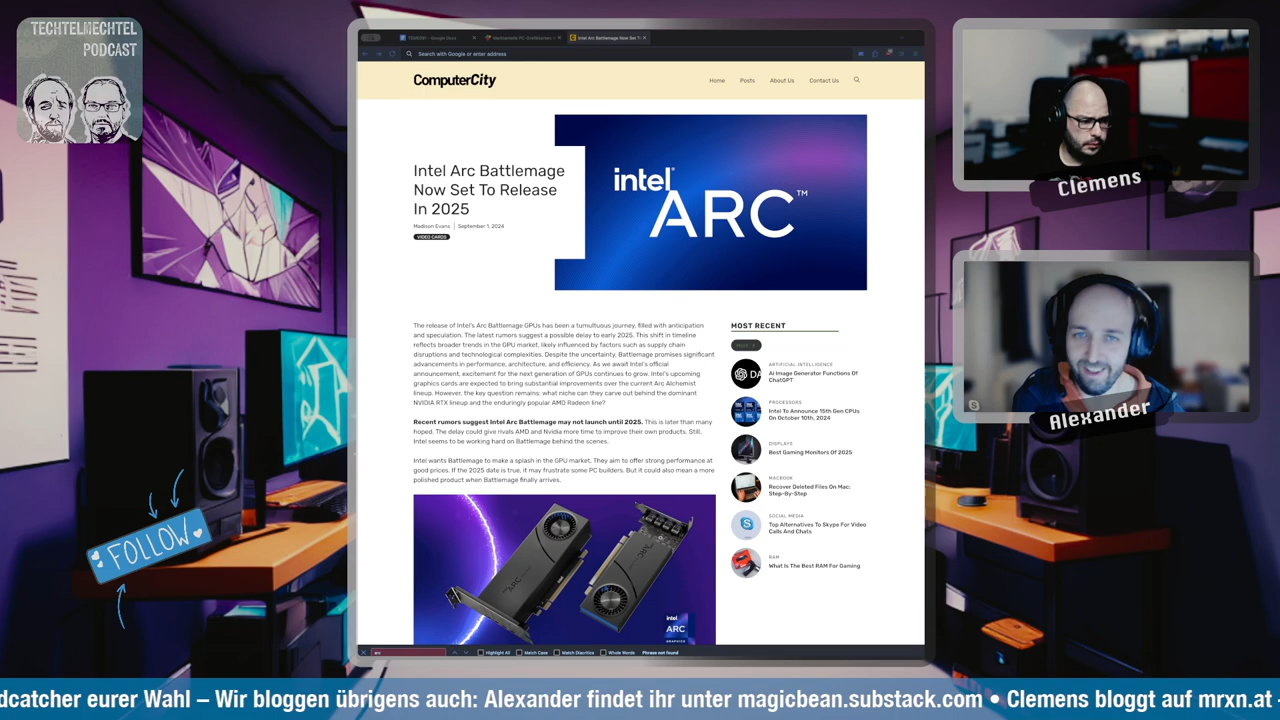 TECHTELMECHTEL
PODCAST
Intel Arc Battlemage Now Set T
Search with Google or enter address
ComputerCity
Home
Posts
About Us
Contact Us
Intel Arc Battlemage
Now Set To Release
In 2025
Madison Evans
September 1, 2024
VIDEO CARDS
intel
ARC™
The release of Intel's Arc Battlemage GPUs has been a tumultuous journey, filled with anticipation
and speculation. The latest rumors suggest a possible delay to early 2025. This shift in timeline
reflects broader trends in the GPU market, likely influenced by factors such as supply chain
disruptions and technological complexities. Despite the uncertainty, Battlemage promises significant
advancements in performance, architecture, and efficiency. As we await Intel's official
announcement, excitement for the next generation of GPUs continues to grow. Intel's upcoming
graphics cards are expected to bring substantial improvements over the current Arc Alchemist
lineup. However, the key question remains: what niche can they carve out behind the dominant
NVIDIA RTX lineup and the enduringly popular AMD Radeon line?
Recent rumors suggest Intel Arc Battlemage may not launch until 2025. This is later than many
hoped. The delay could give rivals AMD and Nvidia more time to improve their own products. Still,
Intel seems to be working hard on Battlemage behind the scenes.
Intel wants Battlemage to make a splash in the GPU market. They aim to offer strong performance at
good prices. If the 2025 date is true, it may frustrate some PC builders. But it could also mean a more
polished product when Battlemage finally arrives.
ARC
intel
ARC
GRAPHICS
MOST RECENT
ARTIFICIAL INTELLIGENCE
Ai Image Generator Functions Of
ChatGPT
PROCESSORS
Intel To Announce 15th Gen CPUs
On October 10th, 2024
DISPLAYS
Best Gaming Monitors Of 2025
MACBOOK
Recover Deleted Files On Mac:
Step-By-Step
SOCIAL MEDIA
Top Alternatives To Skype For Video
Calls And Chats
RAM
What Is The Best RAM For Gaming
arc
Highlight All
Match Case
Match Diacritics
Whole Words
Phrase not found
Clemens
Alexander
FOLLOW
dcatcher eurer Wahl – Wir bloggen übrigens auch: Alexander findet ihr unter magicbean.substack.com • Clemens bloggt auf mrxn.at